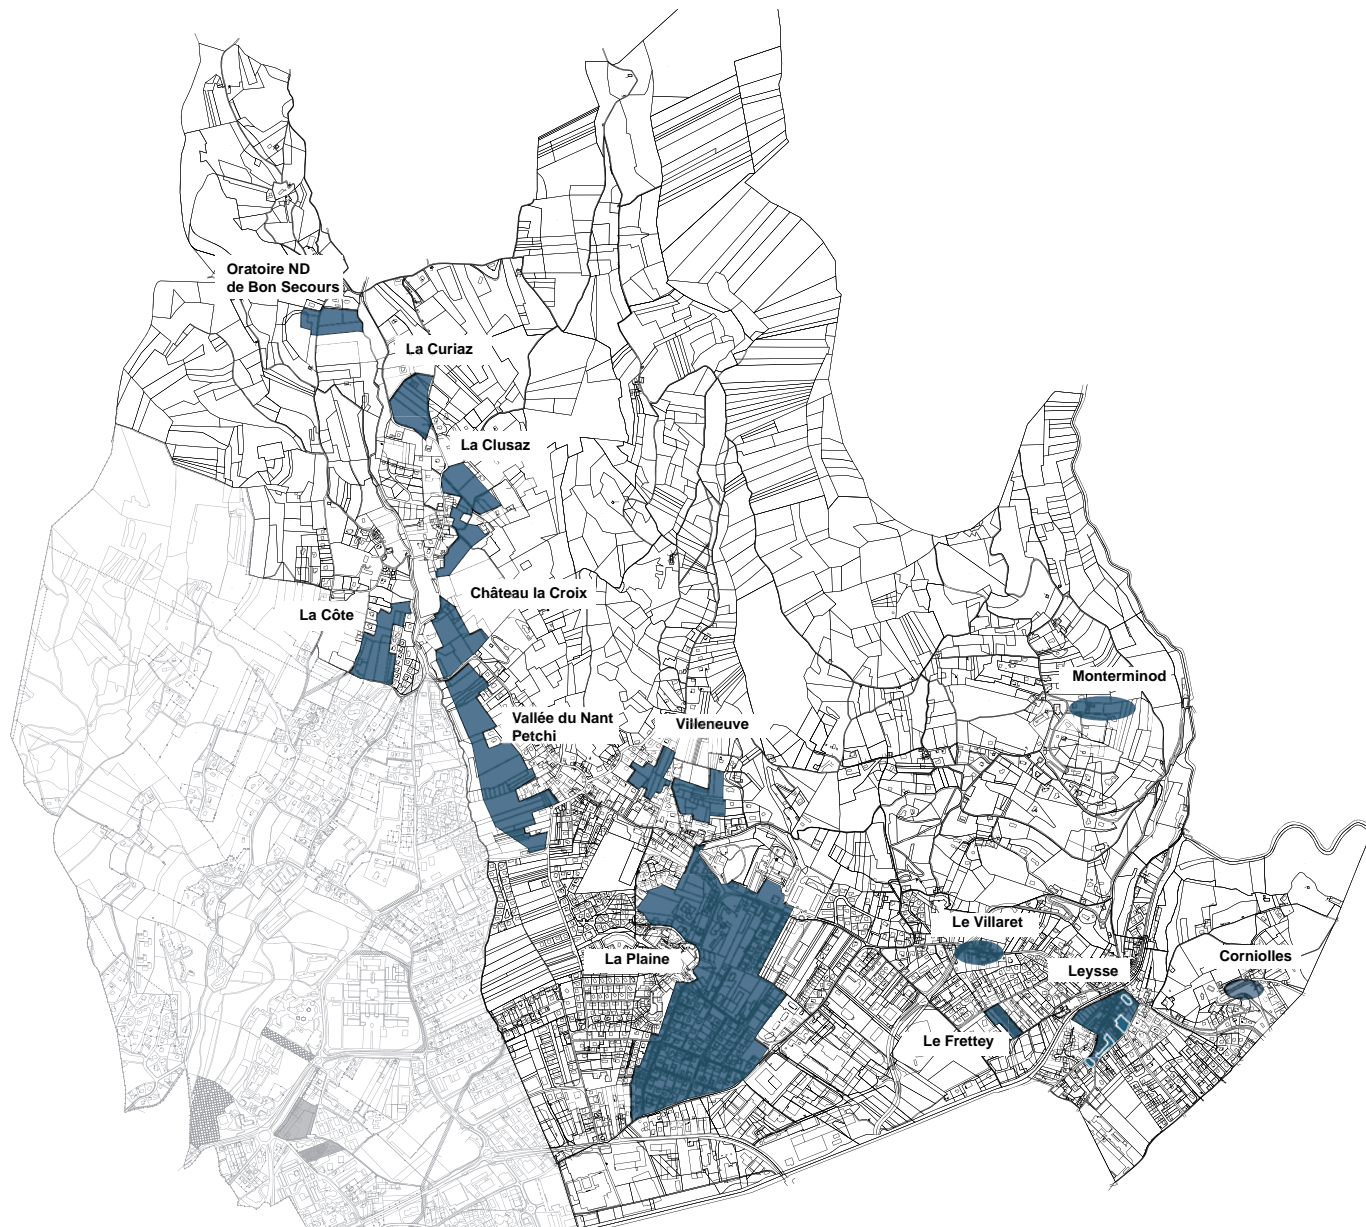 Oratoire ND
de Bon Secours
La Curiaz
La Clusaz
Château la Croix
La Côte
Monterminod
Vallée du Nant
Petchi
Villeneuve
Le Villaret
La Plaine
Leysse
Corniolles
Le Frettey